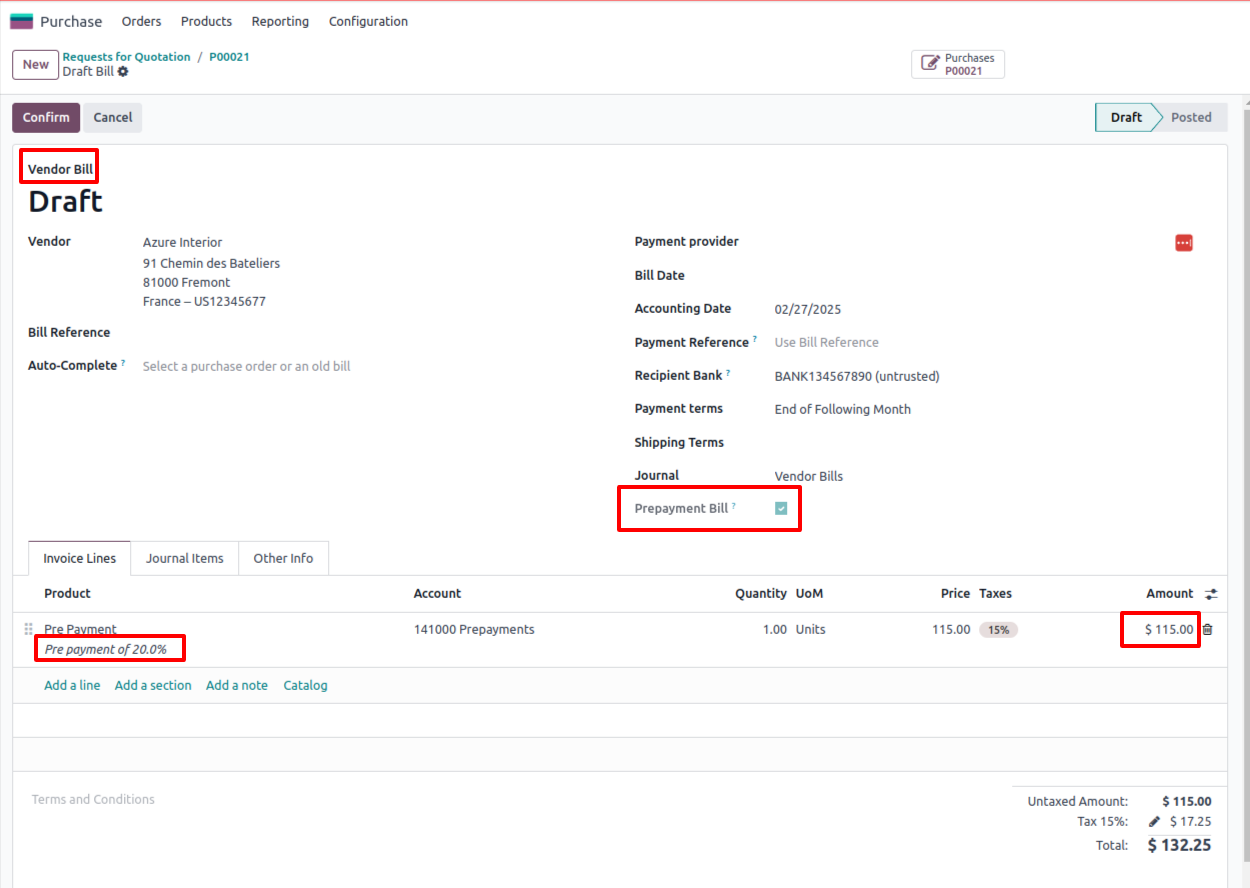 Purchase Orders Products Reporting Configuration
New
Requests for Quotation / P00021
Draft Bill
Purchases
P00021
Confirm Cancel
Draft Posted
Vendor Bill
Draft
Vendor
Azure Interior
91 Chemin des Bateliers
81000 Fremont
France – US12345677
Bill Reference
Auto-Complete ? Select a purchase order or an old bill
Payment provider
Bill Date
Accounting Date 02/27/2025
Payment Reference ? Use Bill Reference
Recipient Bank ? BANK134567890 (untrusted)
Payment terms End of Following Month
Shipping Terms
Journal Vendor Bills
Prepayment Bill ?
Invoice Lines Journal Items Other Info
Product Account Quantity UoM Price Taxes Amount
Pre Payment 141000 Prepayments 1.00 Units 115.00 15% $ 115.00
Pre payment of 20.0%
Add a line Add a section Add a note Catalog
Terms and Conditions
Untaxed Amount: $ 115.00
Tax 15%: $ 17.25
Total: $ 132.25